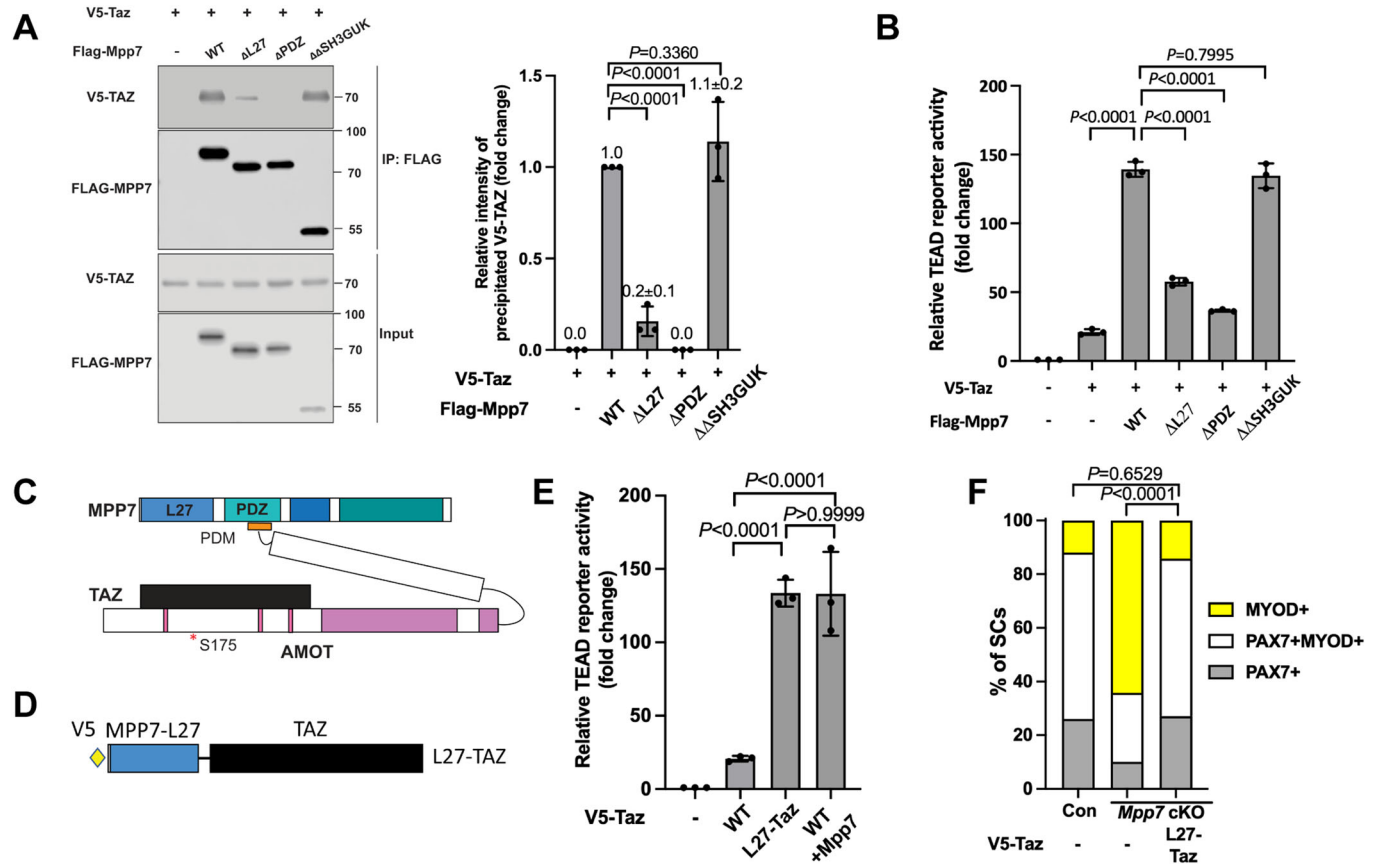 A
V5-Taz + + + + +
Flag-Mpp7 - WT ΔL27 ΔPDZ ΔΔSH3GUK
V5-TAZ
70
FLAG-MPP7
100
70
55
IP: FLAG
V5-TAZ
70
FLAG-MPP7
100
70
55
Input
Relative intensity of
precipitated V5-TAZ (fold change)
1.5
1.0
0.5
0.0
P=0.3360
P<0.0001
P<0.0001
0.0
1.0
0.2±0.1
0.0
1.1±0.2
V5-Taz + + + + +
Flag-Mpp7 - WT ΔL27 ΔPDZ ΔΔSH3GUK
B
Relative TEAD reporter activity
(fold change)
200
150
100
50
0
P=0.7995
P<0.0001
P<0.0001 P<0.0001
V5-Taz - + + + + +
Flag-Mpp7 - - WT ΔL27 ΔPDZ ΔΔSH3GUK
C
MPP7
L27
PDZ
PDM
TAZ
*S175
AMOT
D
V5 MPP7-L27 TAZ
L27-TAZ
E
Relative TEAD reporter activity
(fold change)
200
150
100
50
0
P<0.0001
P<0.0001 P>0.9999
V5-Taz - WT L27-Taz WT
+Mpp7
F
P=0.6529
P<0.0001
% of SCs
100
80
60
40
20
0
MYOD+
PAX7+MYOD+
PAX7+
Con Mpp7 cKO
V5-Taz - - L27-
Taz